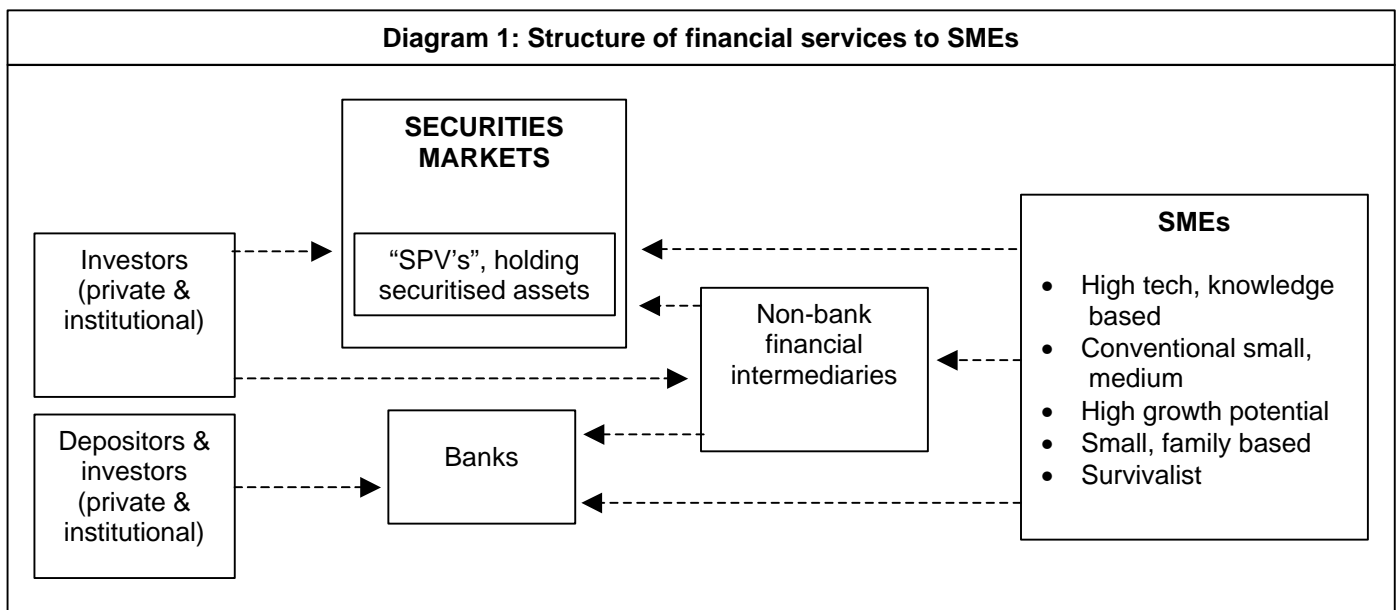 Diagram 1: Structure of financial services to SMEs
SECURITIES
MARKETS
“SPV’s”, holding
securitised assets
Investors
(private &
institutional)
Non-bank
financial
intermediaries
Depositors &
investors
(private &
institutional)
Banks
SMEs
• High tech, knowledge
based
• Conventional small,
medium
• High growth potential
• Small, family based
• Survivalist